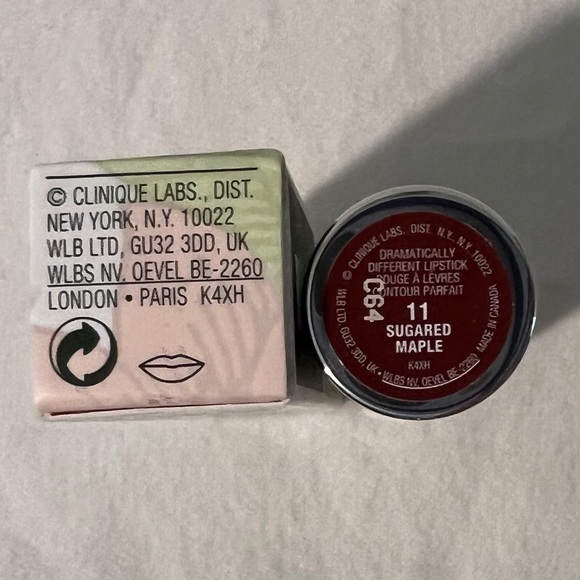 © CLINIQUE LABS., DIST.
NEW YORK, N.Y. 10022
WLB LTD, GU32 3DD, UK
WLBS NV. OEVEL BE-2260
LONDON • PARIS K4XH
© CLINIQUE LABS, DIST. N.Y., N.Y. 10022
WLB LTD, GU32 3DD, UK • WLBS NV. OEVEL BE-2260 MADE IN CANADA
DRAMATICALLY
DIFFERENT LIPSTICK
ROUGE À LÈVRES
CONTOUR PARFAIT
C64
11
SUGARED
MAPLE
K4XH